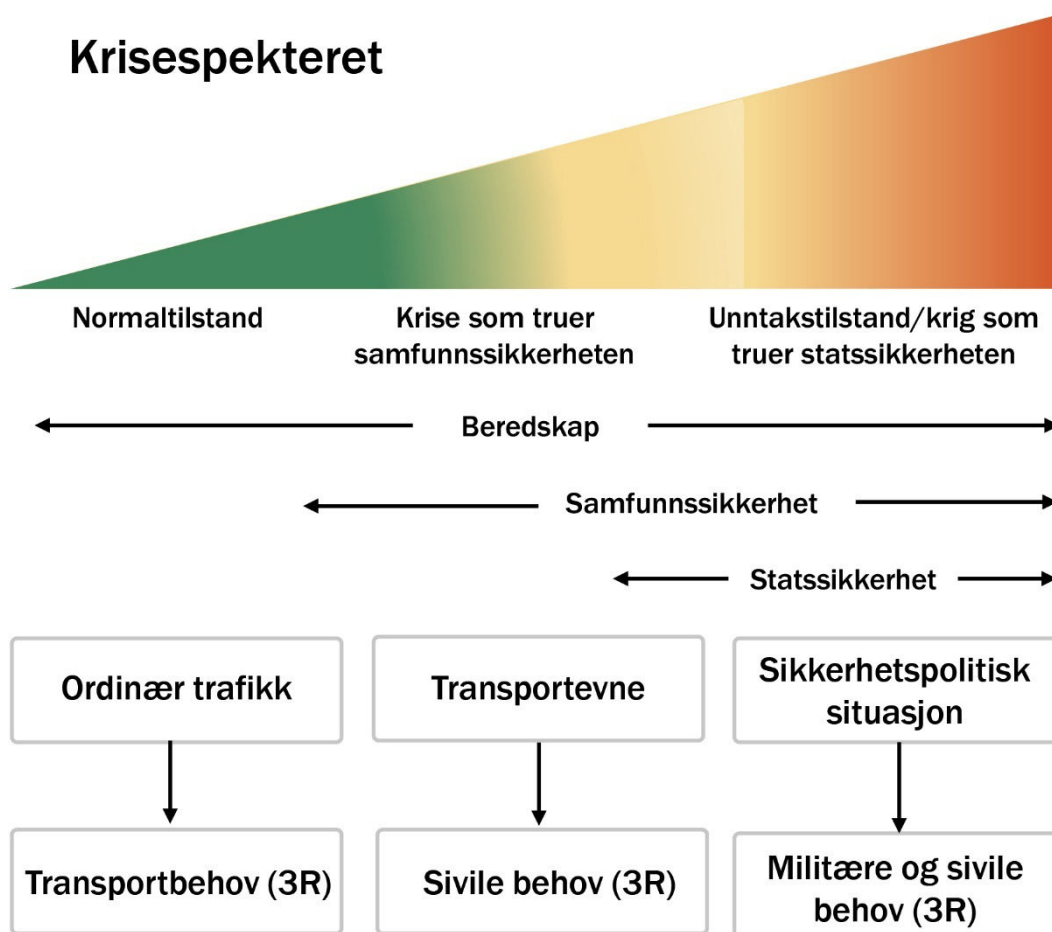 Krisespekteret
Normaltilstand
Krise som truer
samfunnssikkerheten
Unntakstilstand/krig som
truer statssikkerheten
Beredskap
Samfunnssikkerhet
Statssikkerhet
Ordinær trafikk
Transportevne
Sikkerhetspolitisk
situasjon
Transportbehov (3R)
Sivile behov (3R)
Militære og sivile
behov (3R)